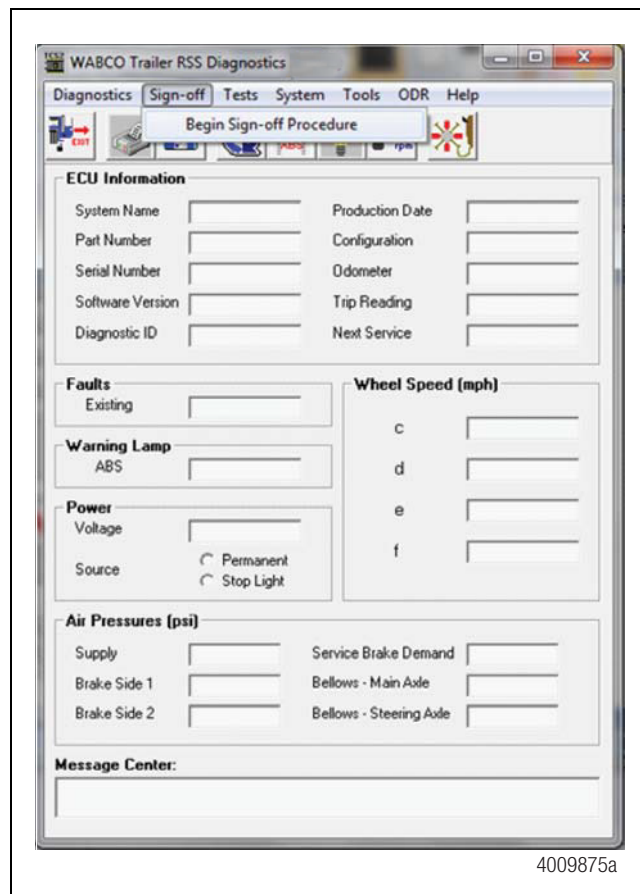 WABCO Trailer RSS Diagnostics
Diagnostics Sign-off Tests System Tools ODR Help
Begin Sign-off Procedure
EXIT ABS rpm
ECU Information
System Name Production Date
Part Number Configuration
Serial Number Odometer
Software Version Trip Reading
Diagnostic ID Next Service
Faults Wheel Speed (mph)
Existing
c
Warning Lamp
ABS d
Power e
Voltage
f
Source Permanent
Stop Light
Air Pressures (psi)
Supply Service Brake Demand
Brake Side 1 Bellows - Main Axle
Brake Side 2 Bellows - Steering Axle
Message Center:
4009875a